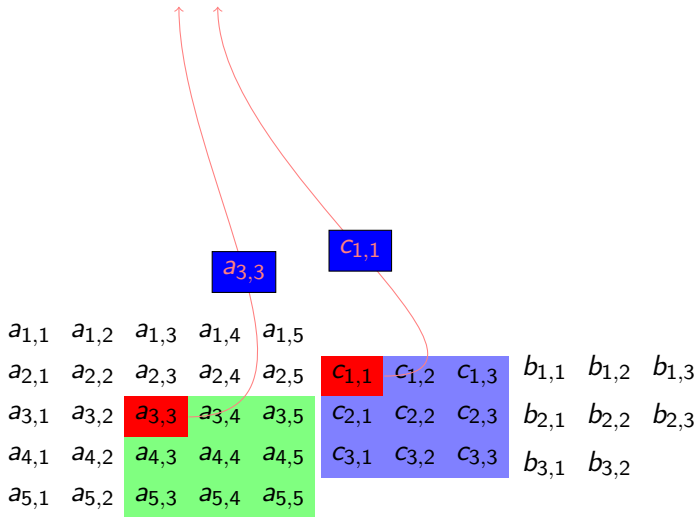 c1,1
a3,3
a1,1 a1,2 a1,3 a1,4 a1,5
a2,1 a2,2 a2,3 a2,4 a2,5
a3,1 a3,2 a3,3 a3,4 a3,5
a4,1 a4,2 a4,3 a4,4 a4,5
a5,1 a5,2 a5,3 a5,4 a5,5
c1,1 c1,2 c1,3
c2,1 c2,2 c2,3
c3,1 c3,2 c3,3
b1,1 b1,2 b1,3
b2,1 b2,2 b2,3
b3,1 b3,2